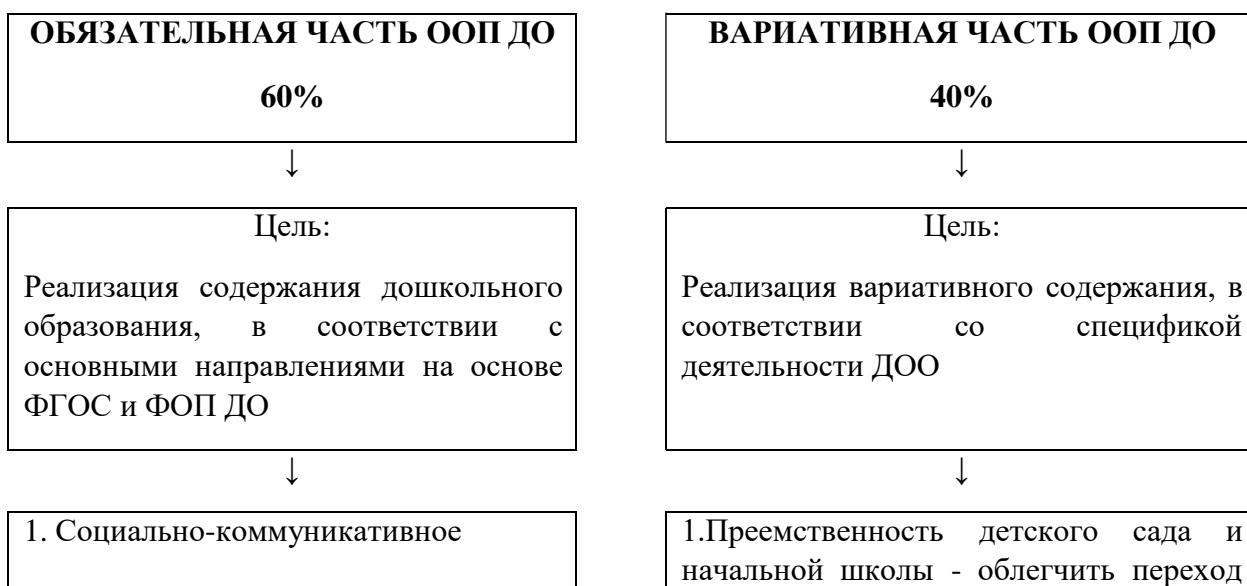 ОБЯЗАТЕЛЬНАЯ ЧАСТЬ ООП ДО
60%
↓
Цель:
Реализация содержания дошкольного
образования, в соответствии с
основными направлениями на основе
ФГОС и ФОП ДО
↓
1. Социально-коммуникативное
ВАРИАТИВНАЯ ЧАСТЬ ООП ДО
40%
↓
Цель:
Реализация вариативного содержания, в
соответствии со спецификой
деятельности ДОО
↓
1.Преемственность детского сада и
начальной школы - облегчить переход